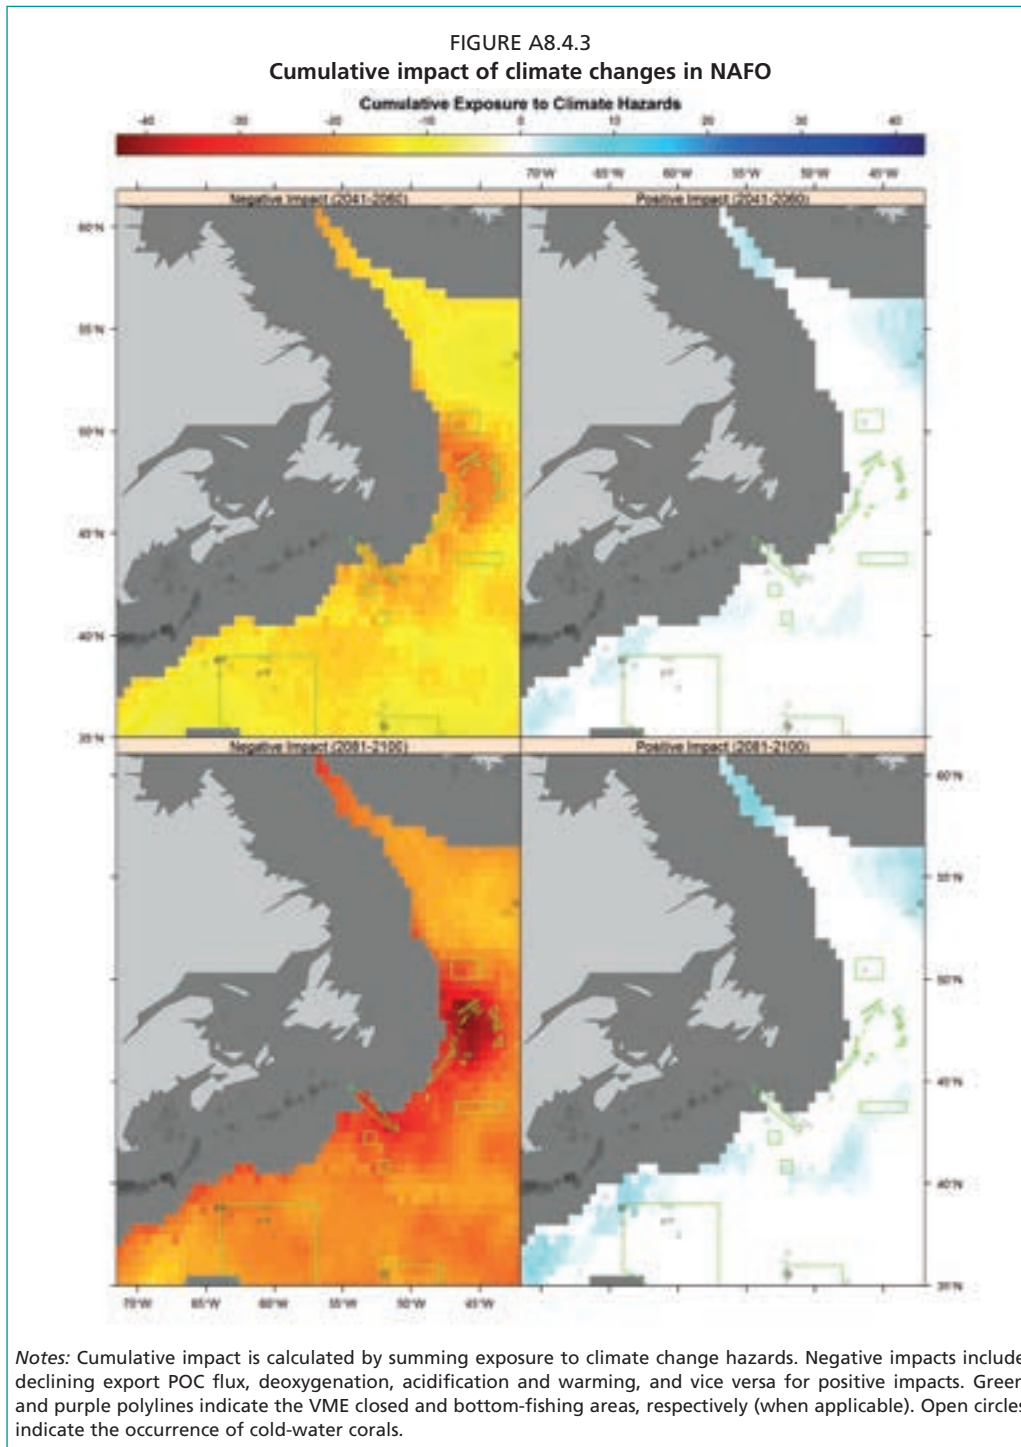 FIGURE A8.4.3
Cumulative impact of climate changes in NAFO
Cumulative Exposure to Climate Hazards
-40 -30 -20 -10 0 10 20 30 40
70°W 65°W 60°W 55°W 50°W 45°W
Negative Impact (2041-2060) Positive Impact (2041-2060)
60°N
55°N
50°N
45°N
40°N
35°N
Negative Impact (2081-2100) Positive Impact (2081-2100)
60°N
55°N
50°N
45°N
40°N
35°N
70°W 65°W 60°W 55°W 50°W 45°W
Notes: Cumulative impact is calculated by summing exposure to climate change hazards. Negative impacts include
declining export POC flux, deoxygenation, acidification and warming, and vice versa for positive impacts. Green
and purple polylines indicate the VME closed and bottom-fishing areas, respectively (when applicable). Open circles
indicate the occurrence of cold-water corals.